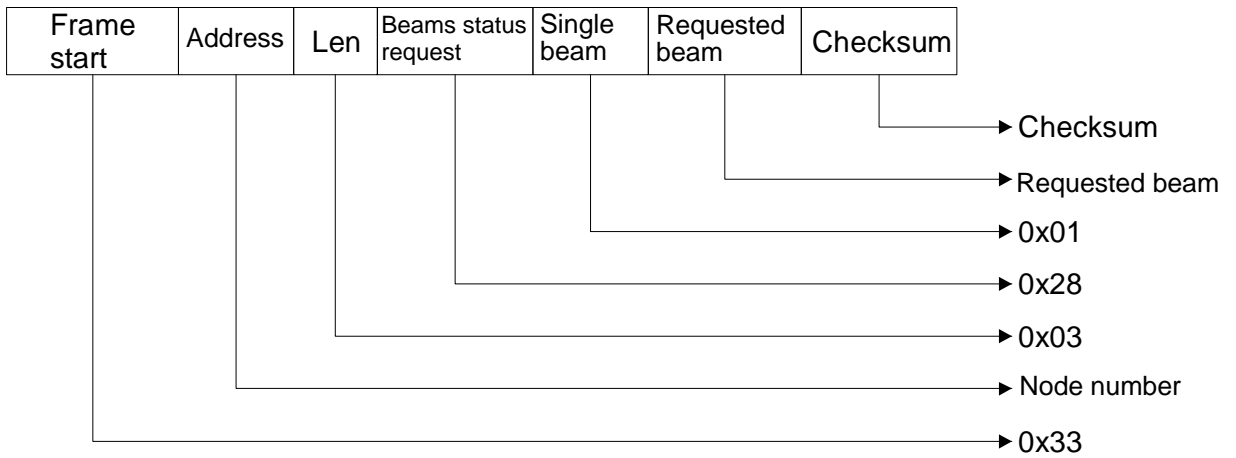 Frame
start
Address
Len
Beams status
request
Single
beam
Requested
beam
Checksum
Checksum
Requested beam
0x01
0x28
0x03
Node number
0x33